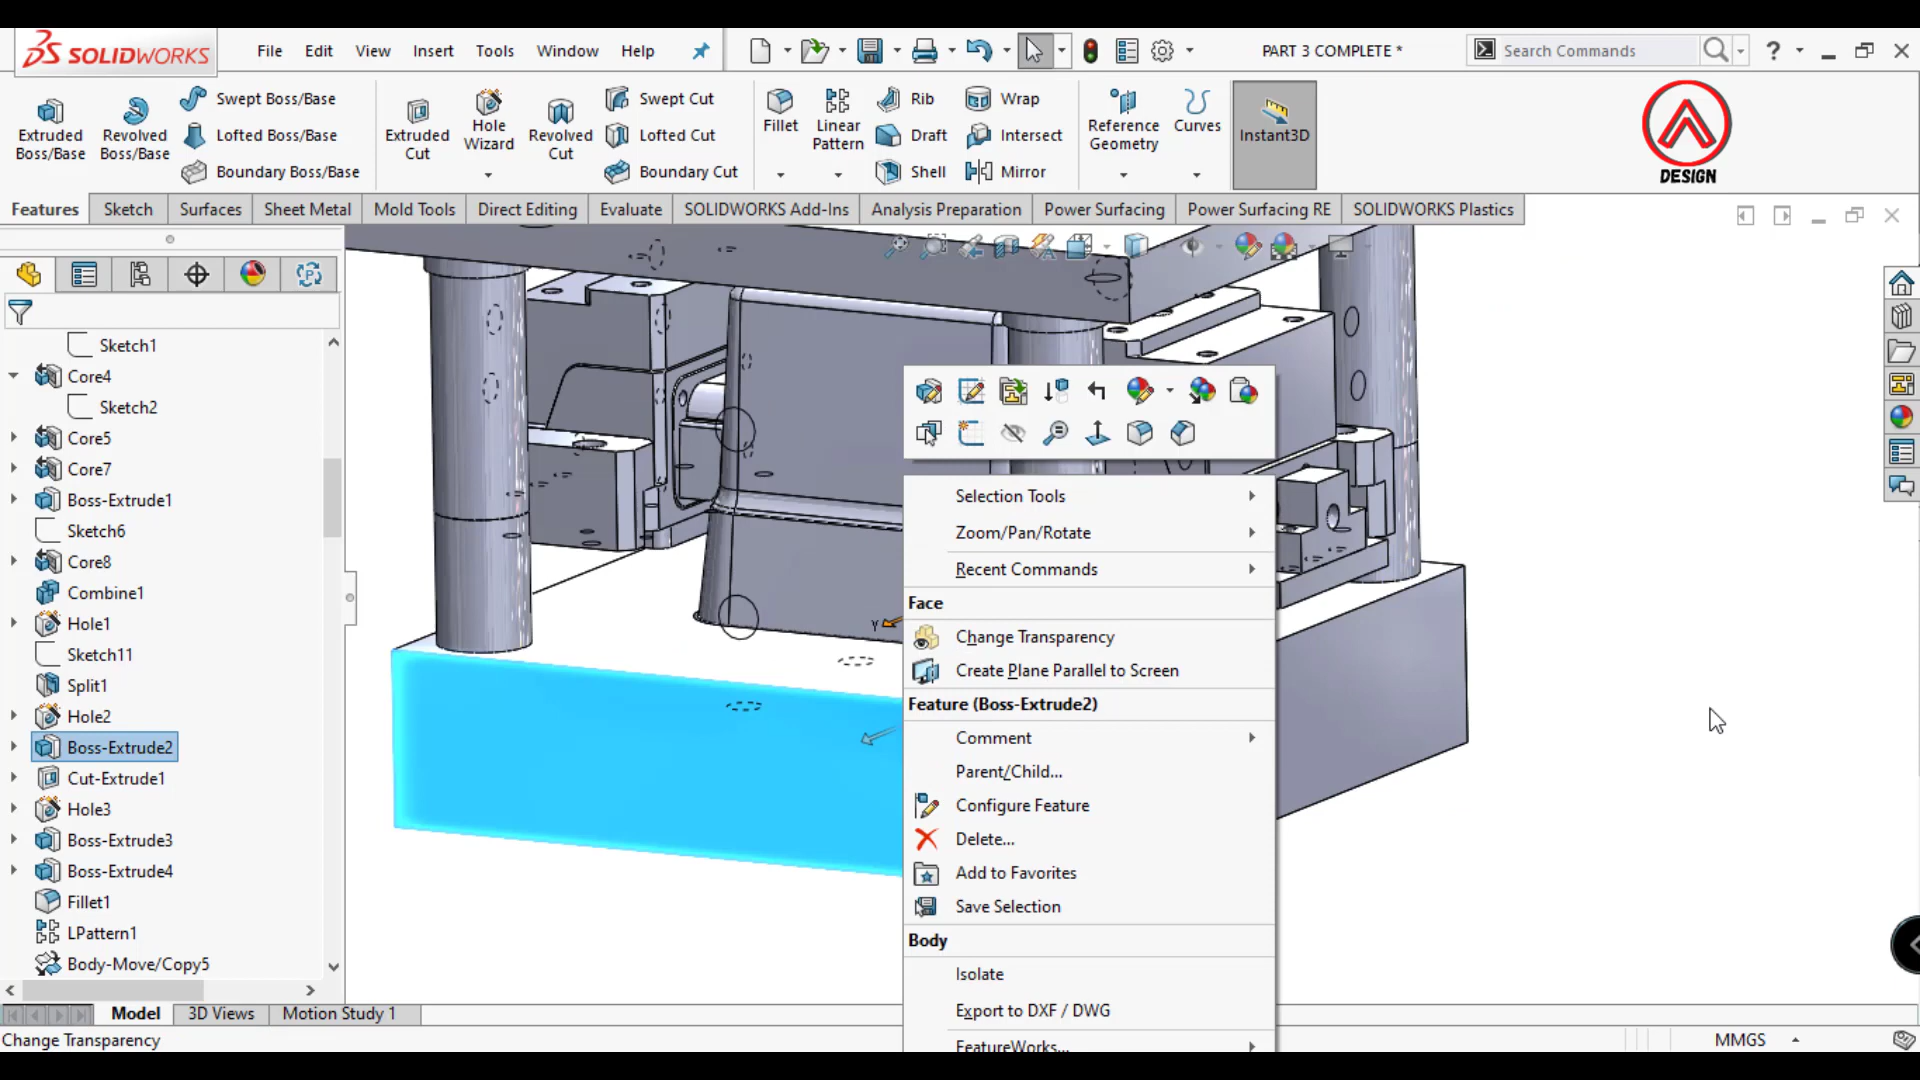 SOLIDWORKS
File Edit View Insert Tools Window Help
PART 3 COMPLETE *
Search Commands
?
Extruded Boss/Base
Revolved Boss/Base
Swept Boss/Base
Lofted Boss/Base
Boundary Boss/Base
Extruded Cut
Hole Wizard
Revolved Cut
Swept Cut
Lofted Cut
Boundary Cut
Fillet
Linear Pattern
Rib
Draft
Shell
Wrap
Intersect
Mirror
Reference Geometry
Curves
Instant3D
DESIGN
Features Sketch Surfaces Sheet Metal Mold Tools Direct Editing Evaluate SOLIDWORKS Add-Ins Analysis Preparation Power Surfacing Power Surfacing RE SOLIDWORKS Plastics
Sketch1
Core4
Sketch2
Core5
Core7
Boss-Extrude1
Sketch6
Core8
Combine1
Hole1
Sketch11
Split1
Hole2
Boss-Extrude2
Cut-Extrude1
Hole3
Boss-Extrude3
Boss-Extrude4
Fillet1
LPattern1
Body-Move/Copy5
Y
Selection Tools
Zoom/Pan/Rotate
Recent Commands
Face
Change Transparency
Create Plane Parallel to Screen
Feature (Boss-Extrude2)
Comment
Parent/Child...
Configure Feature
Delete...
Add to Favorites
Save Selection
Body
Isolate
Export to DXF / DWG
FeatureWorks...
Model 3D Views Motion Study 1
Change Transparency
MMGS